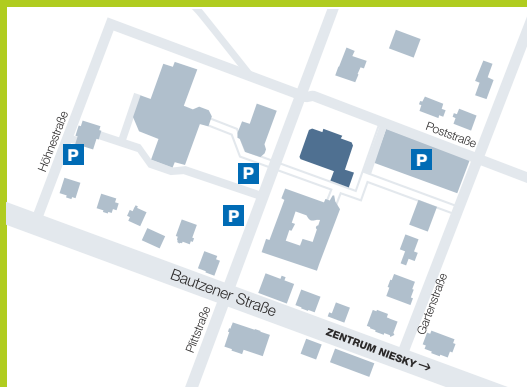 Höhnestraße
P
P
P
P
Poststraße
Bautzener Straße
Plittstraße
Gartenstraße
ZENTRUM NIESKY →